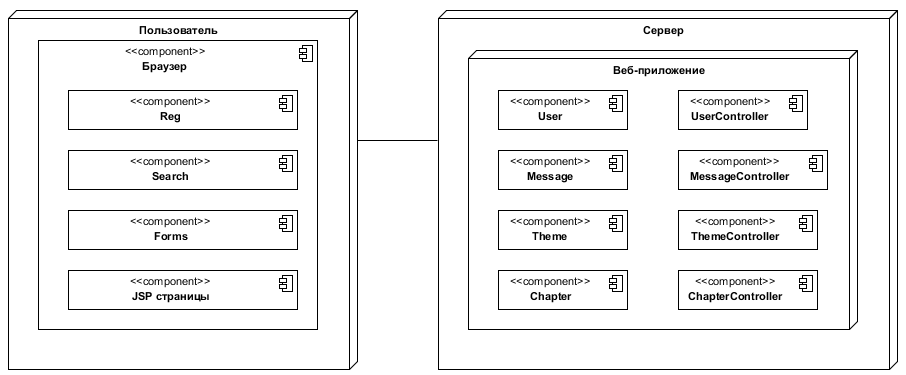 Пользователь
<<component>>
Браузер
<<component>>
Reg
<<component>>
Search
<<component>>
Forms
<<component>>
JSP страницы
Сервер
Веб-приложение
<<component>>
User
<<component>>
UserController
<<component>>
Message
<<component>>
MessageController
<<component>>
Theme
<<component>>
ThemeController
<<component>>
Chapter
<<component>>
ChapterController